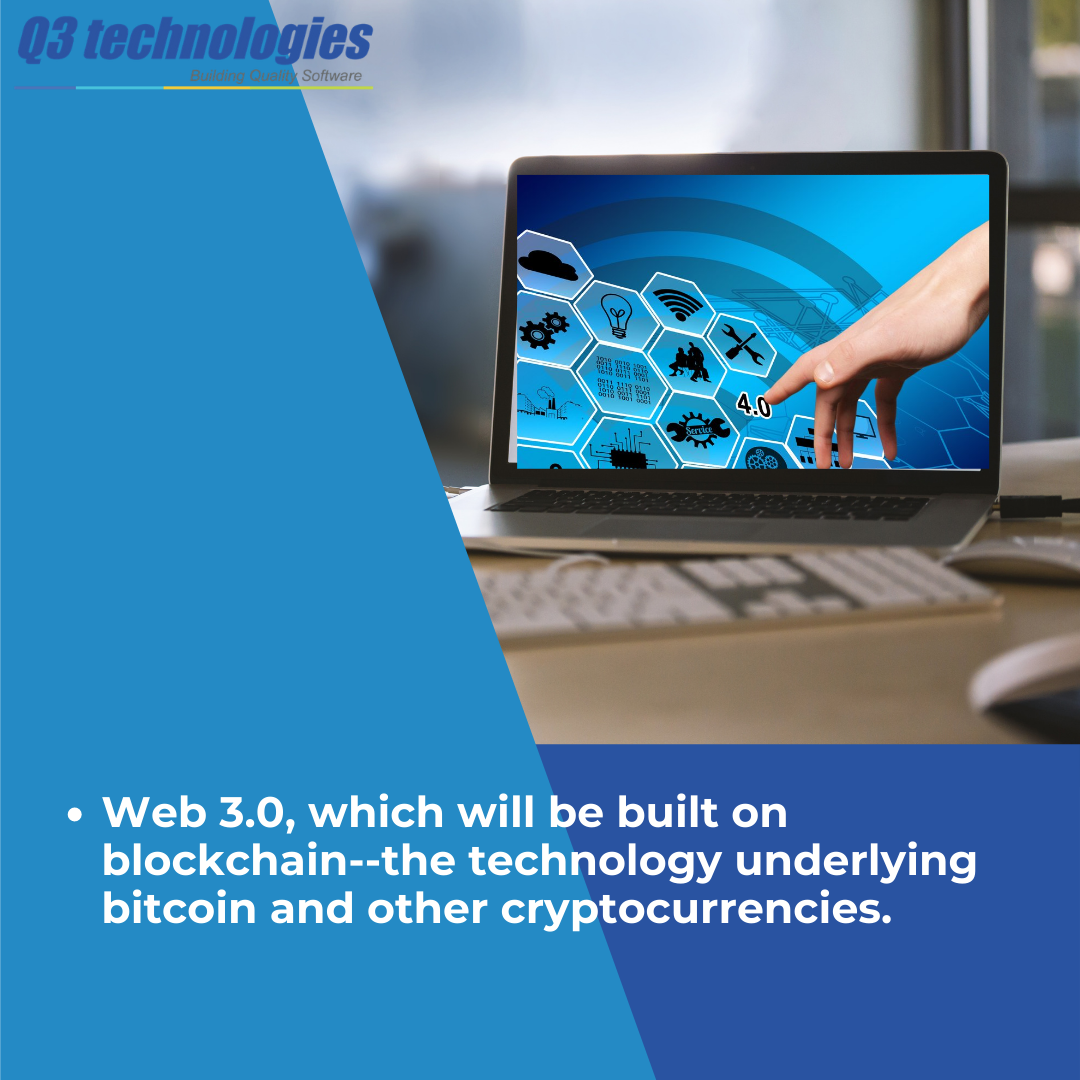 Q3 technologies
Building Quality Software
4.0
Service
• Web 3.0, which will be built on
blockchain--the technology underlying
bitcoin and other cryptocurrencies.